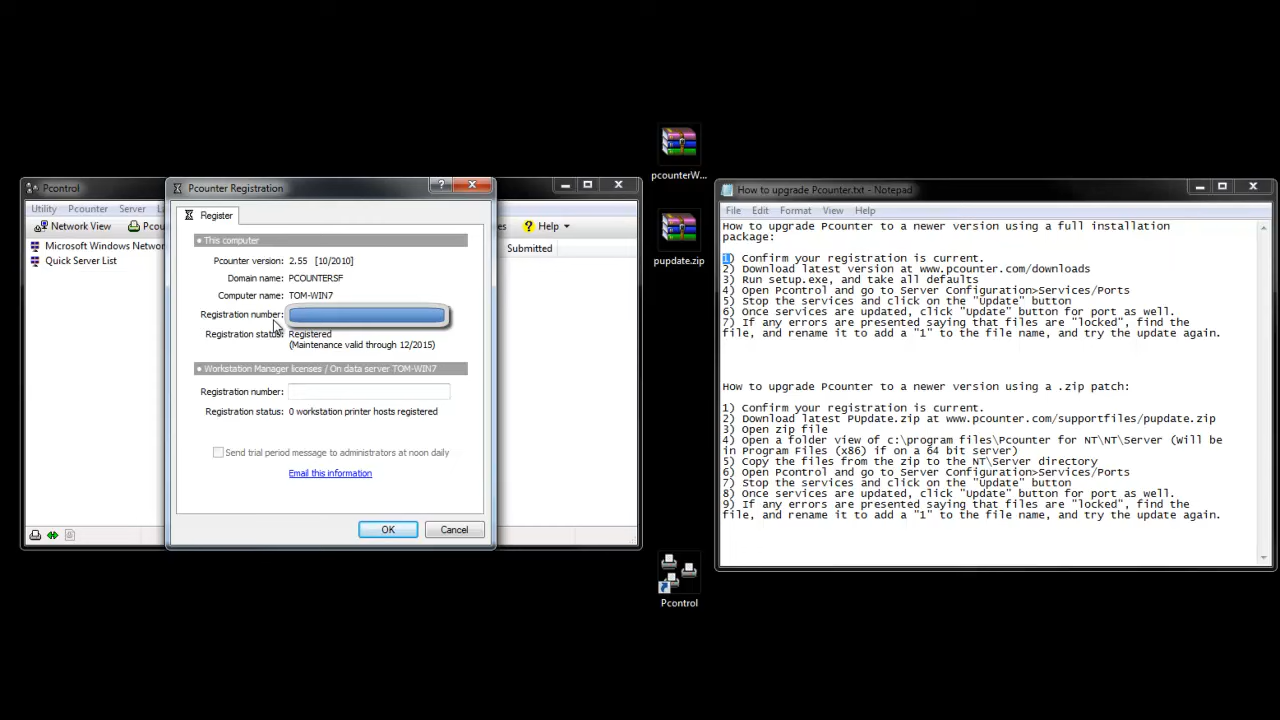 Pcontrol
Utility Pcounter Server
Network View
Help
Microsoft Windows Networ
Quick Server List
Submitted
Pcounter Registration
Register
This computer
Pcounter version: 2.55 [10/2010]
Domain name: PCOUNTERSF
Computer name: TOM-WIN7
Registration number:
Registration status: Registered
(Maintenance valid through 12/2015)
Workstation Manager licenses / On data server TOM-WIN7
Registration number:
Registration status: 0 workstation printer hosts registered
Send trial period message to administrators at noon daily
Email this information
OK Cancel
pcounterW...
pupdate.zip
Pcontrol
How to upgrade Pcounter.txt - Notepad
File Edit Format View Help
How to upgrade Pcounter to a newer version using a full installation
package:
1) Confirm your registration is current.
2) Download latest version at www.pcounter.com/downloads
3) Run setup.exe, and take all defaults
4) Open Pcontrol and go to Server Configuration>Services/Ports
5) Stop the services and click on the "Update" button
6) Once services are updated, click "Update" button for port as well.
7) If any errors are presented saying that files are "locked", find the
file, and rename it to add a "1" to the file name, and try the update again.
How to upgrade Pcounter to a newer version using a .zip patch:
1) Confirm your registration is current.
2) Download latest PUpdate.zip at www.pcounter.com/supportfiles/pupdate.zip
3) Open zip file
4) Open a folder view of c:\program files\Pcounter for NT\NT\Server (Will be
in Program Files (x86) if on a 64 bit server)
5) Copy the files from the zip to the NT\Server directory
6) Open Pcontrol and go to Server Configuration>Services/Ports
7) Stop the services and click on the "Update" button
8) Once services are updated, click "Update" button for port as well.
9) If any errors are presented saying that files are "locked", find the
file, and rename it to add a "1" to the file name, and try the update again.